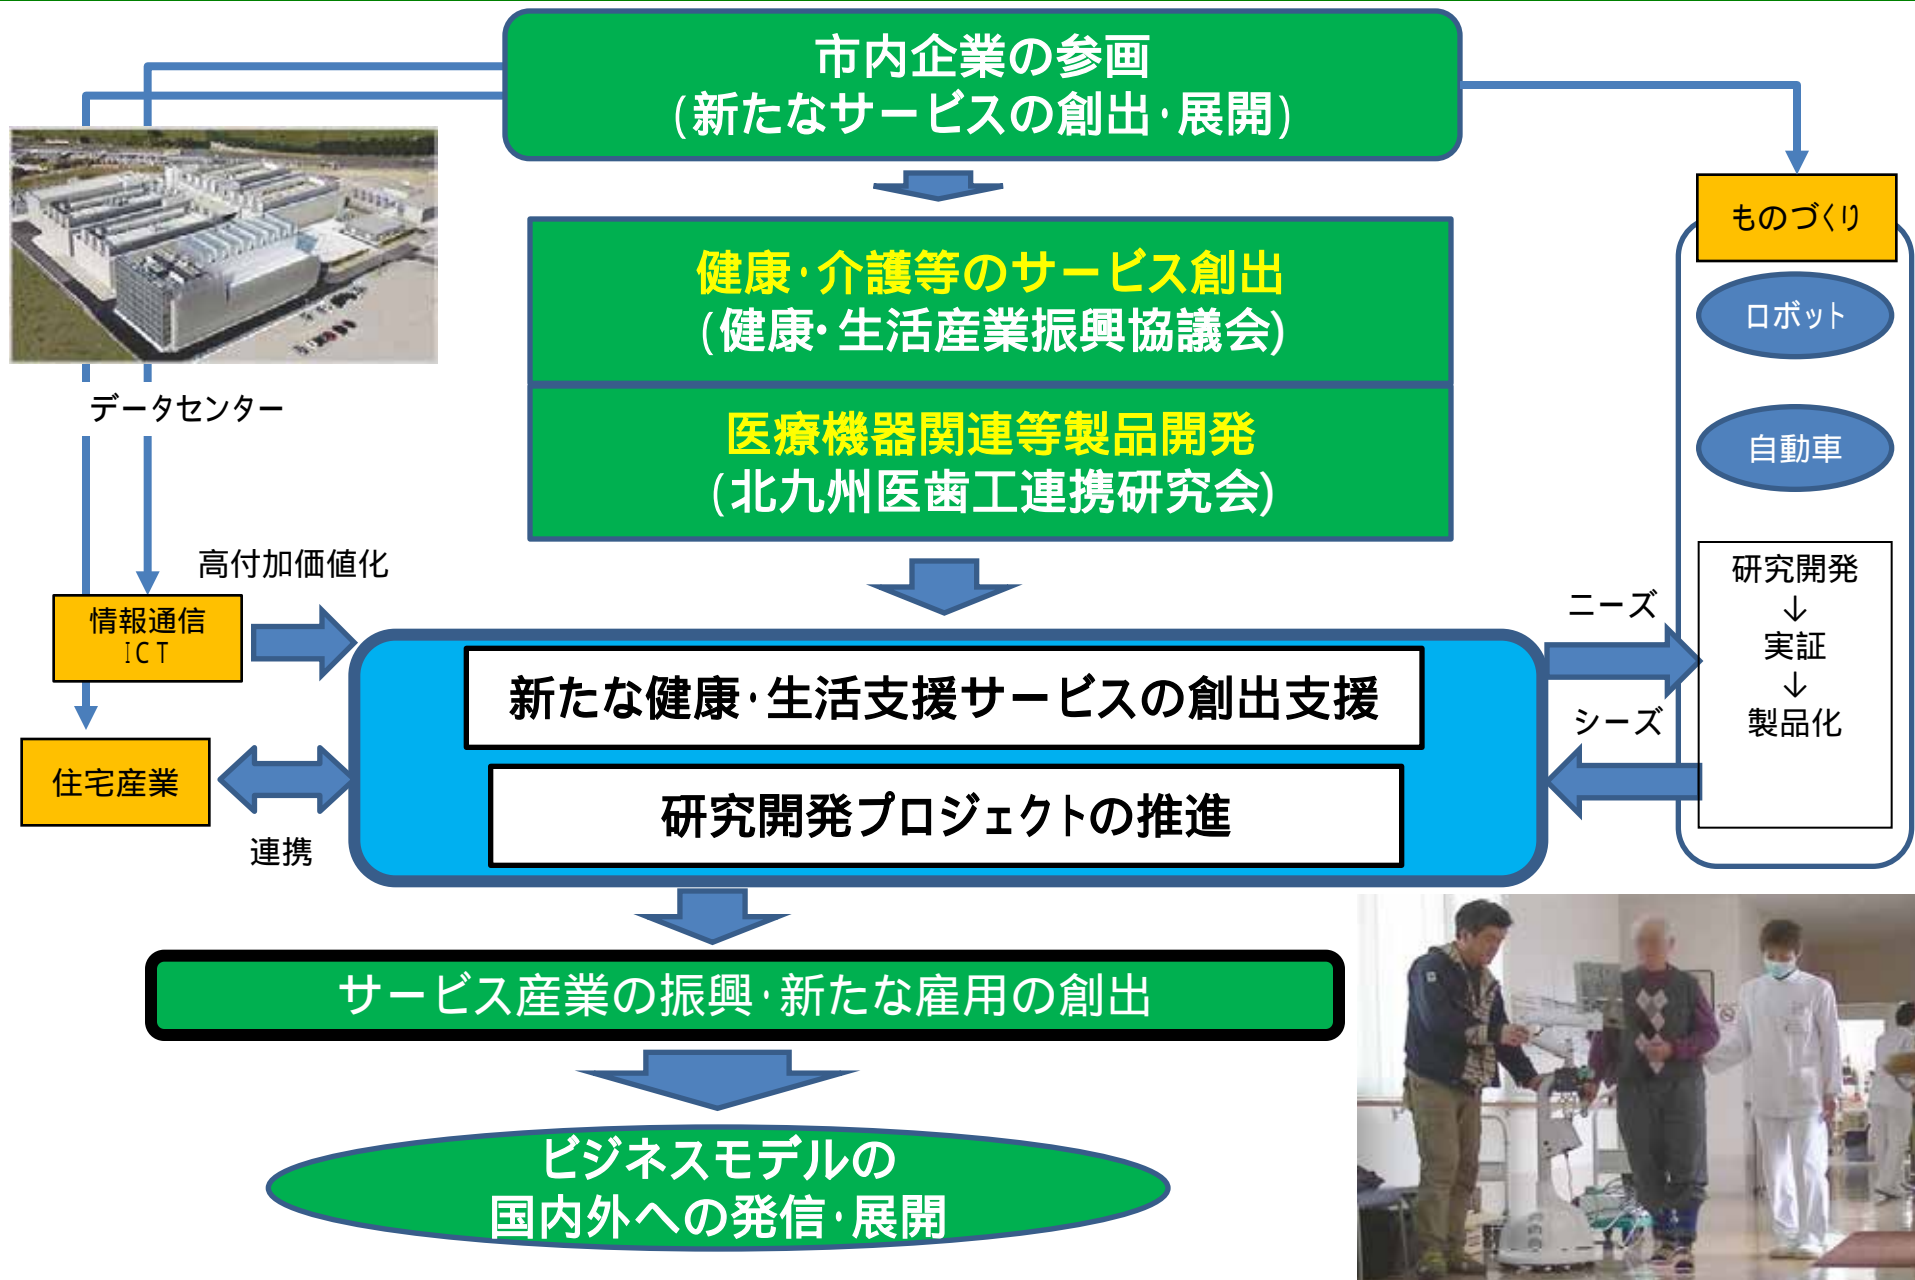 市内企業の参画
(新たなサービスの創出・展開)
健康・介護等のサービス創出
(健康・生活産業振興協議会)
医療機器関連等製品開発
(北九州医歯工連携研究会)
データセンター
高付加価値化
情報通信
ICT
住宅産業
連携
新たな健康・生活支援サービスの創出支援
研究開発プロジェクトの推進
ニーズ
シーズ
ものづくり
ロボット
自動車
研究開発
↓
実証
↓
製品化
サービス産業の振興・新たな雇用の創出
ビジネスモデルの
国内外への発信・展開